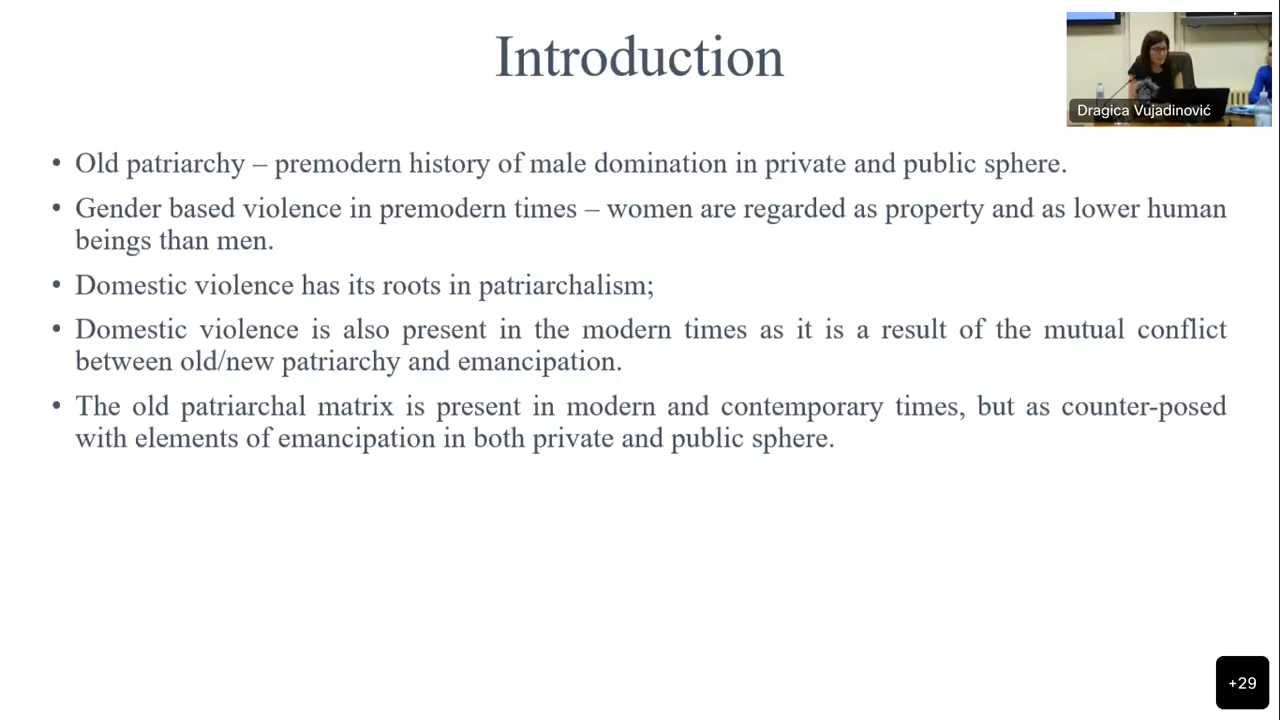 Introduction
Dragica Vujadinović
• Old patriarchy – premodern history of male domination in private and public sphere.
• Gender based violence in premodern times – women are regarded as property and as lower human
beings than men.
• Domestic violence has its roots in patriarchalism;
• Domestic violence is also present in the modern times as it is a result of the mutual conflict
between old/new patriarchy and emancipation.
• The old patriarchal matrix is present in modern and contemporary times, but as counter-posed
with elements of emancipation in both private and public sphere.
+29